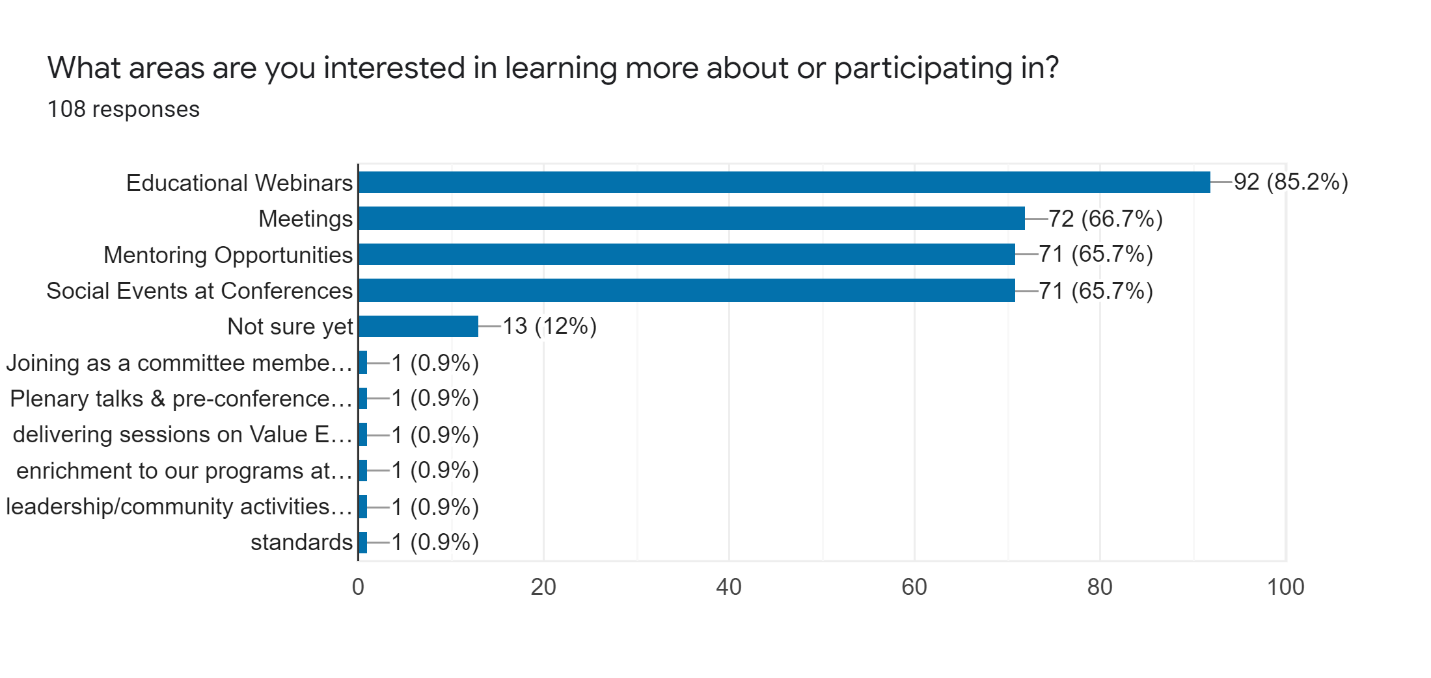 What areas are you interested in learning more about or participating in?
108 responses
Educational Webinars 92 (85.2%)
Meetings 72 (66.7%)
Mentoring Opportunities 71 (65.7%)
Social Events at Conferences 71 (65.7%)
Not sure yet 13 (12%)
Joining as a committee membe… 1 (0.9%)
Plenary talks & pre-conference… 1 (0.9%)
delivering sessions on Value E… 1 (0.9%)
enrichment to our programs at… 1 (0.9%)
leadership/community activities… 1 (0.9%)
standards 1 (0.9%)
0 20 40 60 80 100